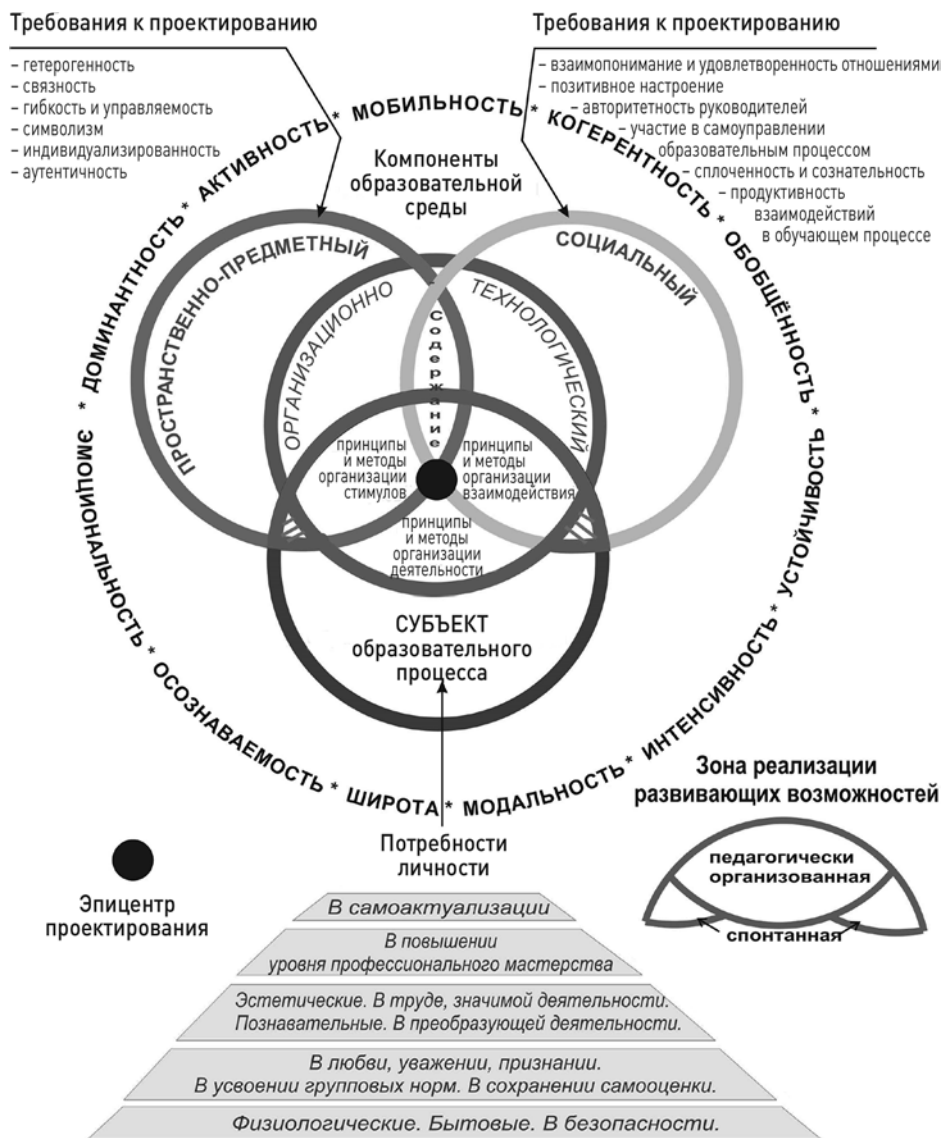 Требования к проектированию
– гетерогенность
– связность
– гибкость и управляемость
– символизм
– индивидуализированность
– аутентичность
Требования к проектированию
– взаимопонимание и удовлетворенность отношениями
– позитивное настроение
– авторитетность руководителей
– участие в самоуправлении
образовательным процессом
– сплоченность и сознательность
– продуктивность
взаимодействий
в обучающем процессе
* ДОМИНАНТНОСТЬ * АКТИВНОСТЬ * МОБИЛЬНОСТЬ * КОГЕРЕНТНОСТЬ * ОБОБЩЁННОСТЬ * УСТОЙЧИВОСТЬ * ИНТЕНСИВНОСТЬ * МОДАЛЬНОСТЬ * ШИРОТА * ОСОЗНАВАЕМОСТЬ * ЭМОЦИОНАЛЬНОСТЬ
Компоненты
образовательной
среды
ПРОСТРАНСТВЕННО-ПРЕДМЕТНЫЙ
СОЦИАЛЬНЫЙ
ОРГАНИЗАЦИОННО
ТЕХНОЛОГИЧЕСКИЙ
Содержание
принципы
и методы
организации
стимулов
принципы
и методы
организации
взаимодействия
принципы
и методы
организации
деятельности
СУБЪЕКТ
образовательного
процесса
Зона реализации
развивающих возможностей
педагогически
организованная
спонтанная
Эпицентр
проектирования
Потребности
личности
В самоактуализации
В повышении
уровня профессионального мастерства
Эстетические. В труде, значимой деятельности.
Познавательные. В преобразующей деятельности.
В любви, уважении, признании.
В усвоении групповых норм. В сохранении самооценки.
Физиологические. Бытовые. В безопасности.